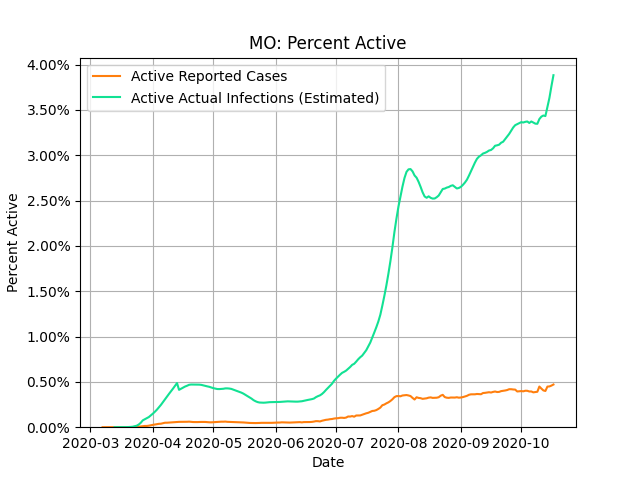 MO: Percent Active
Active Reported Cases
Active Actual Infections (Estimated)
Percent Active
4.00%
3.50%
3.00%
2.50%
2.00%
1.50%
1.00%
0.50%
0.00%
2020-03 2020-04 2020-05 2020-06 2020-07 2020-08 2020-09 2020-10
Date